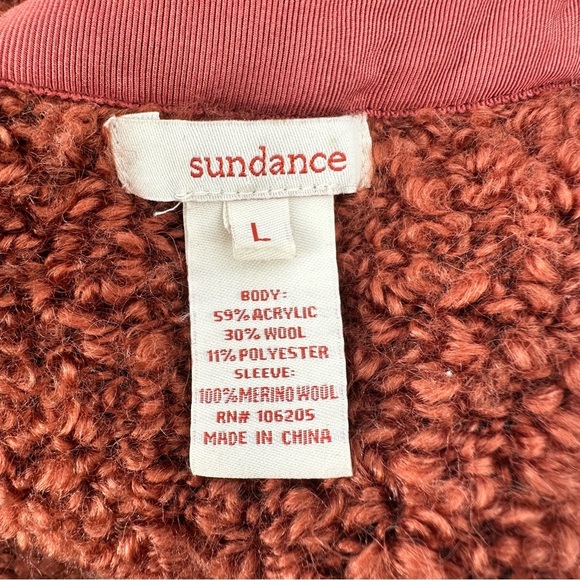 sundance
L
BODY:
59% ACRYLIC
30% WOOL
11% POLYESTER
SLEEVE:
100% MERINO WOOL
RN# 106205
MADE IN CHINA